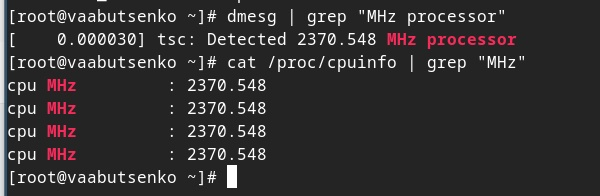 [root@vaabutsenko ~]# dmesg | grep "MHz processor"
[    0.000030] tsc: Detected 2370.548 MHz processor
[root@vaabutsenko ~]# cat /proc/cpuinfo | grep "MHz"
cpu MHz         : 2370.548
cpu MHz         : 2370.548
cpu MHz         : 2370.548
cpu MHz         : 2370.548
[root@vaabutsenko ~]#